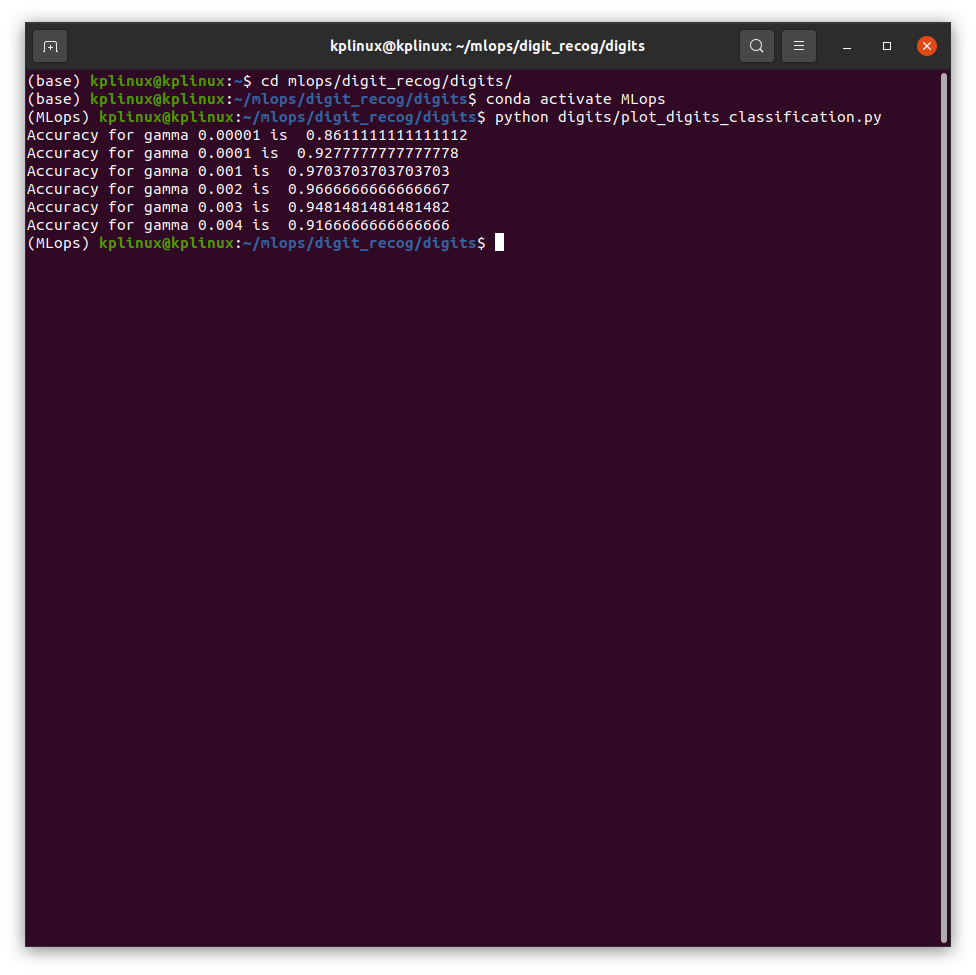 kplinux@kplinux: ~/mlops/digit_recog/digits
(base) kplinux@kplinux:~$ cd mlops/digit_recog/digits/
(base) kplinux@kplinux:~/mlops/digit_recog/digits$ conda activate MLops
(MLops) kplinux@kplinux:~/mlops/digit_recog/digits$ python digits/plot_digits_classification.py
Accuracy for gamma 0.00001 is  0.8611111111111112
Accuracy for gamma 0.0001 is  0.9277777777777778
Accuracy for gamma 0.001 is  0.9703703703703703
Accuracy for gamma 0.002 is  0.9666666666666667
Accuracy for gamma 0.003 is  0.9481481481481482
Accuracy for gamma 0.004 is  0.9166666666666666
(MLops) kplinux@kplinux:~/mlops/digit_recog/digits$